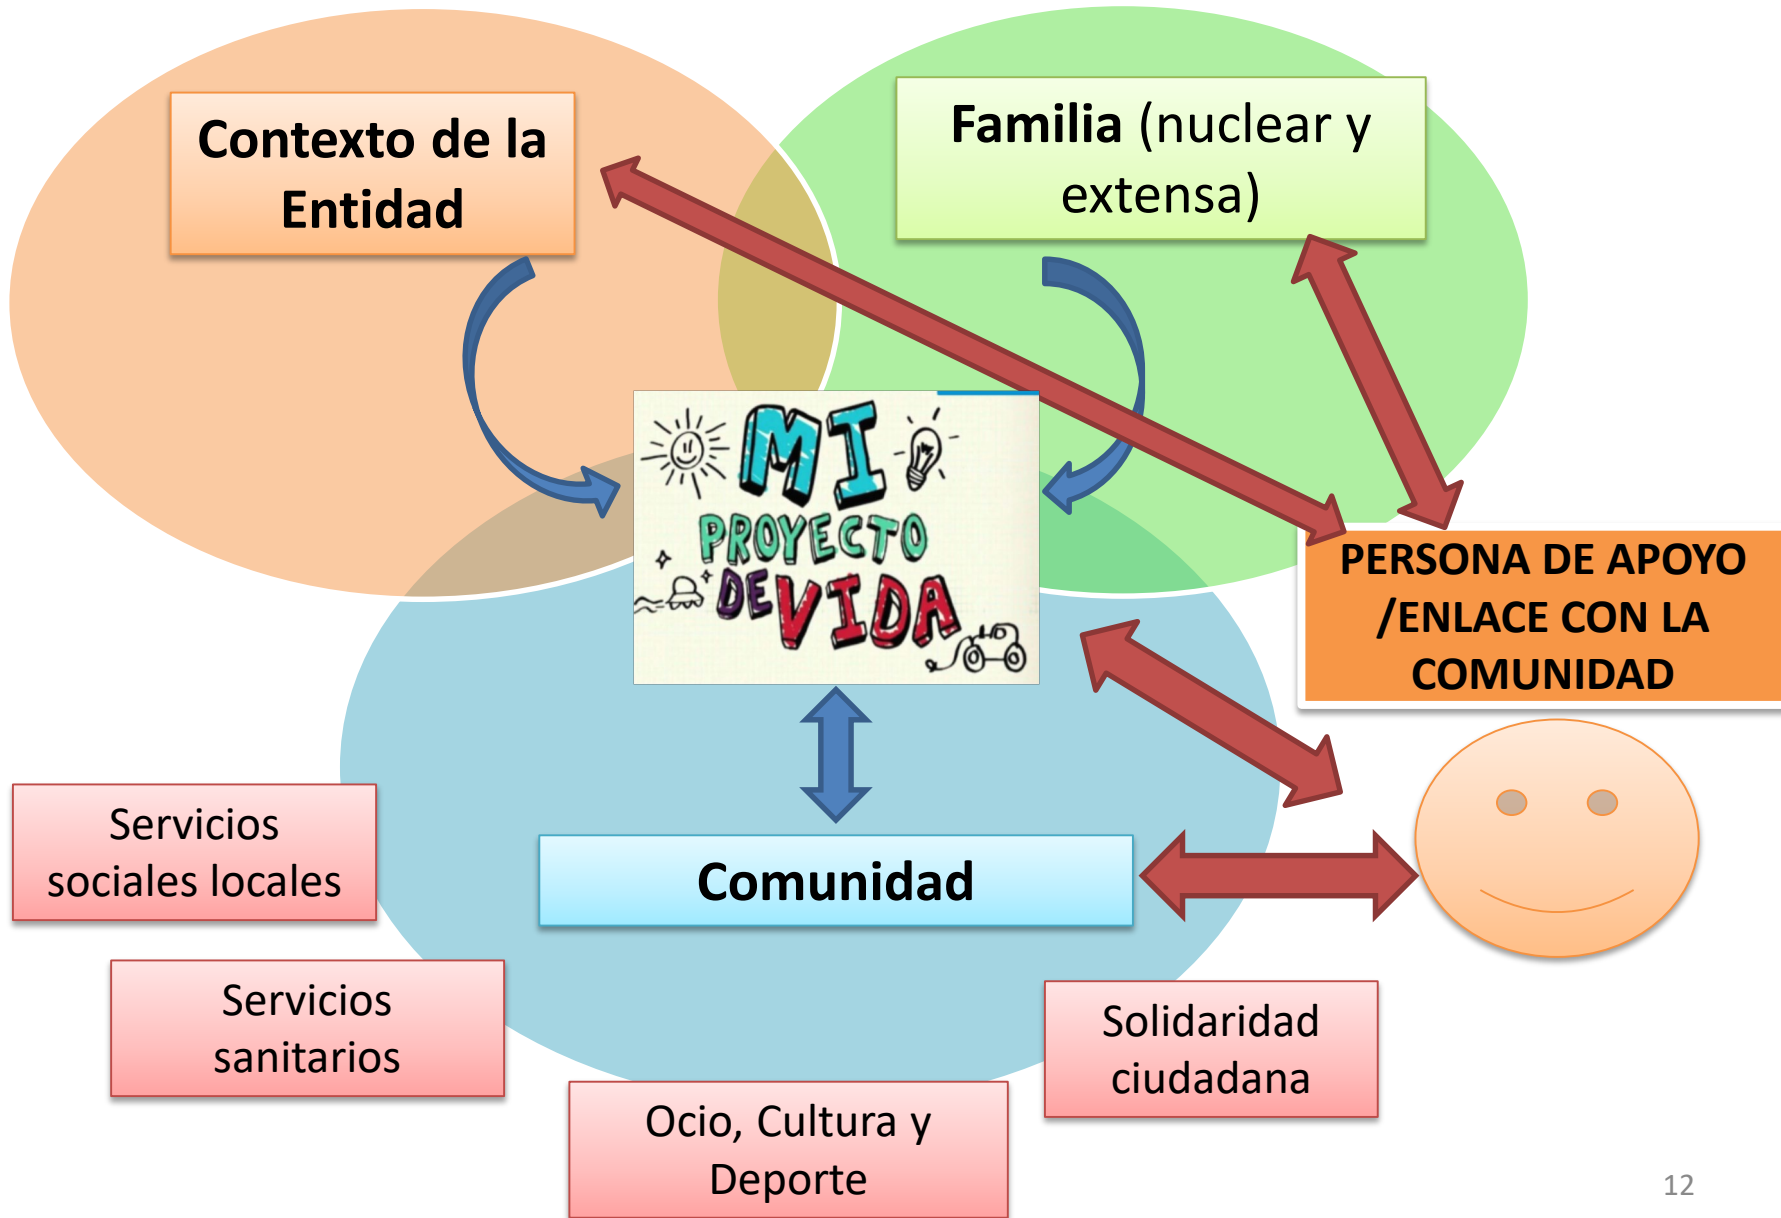 Contexto de la
Entidad
Familia (nuclear y
extensa)
MI
PROYECTO
DE VIDA
PERSONA DE APOYO
/ENLACE CON LA
COMUNIDAD
Servicios
sociales locales
Comunidad
Servicios
sanitarios
Solidaridad
ciudadana
Ocio, Cultura y
Deporte
12